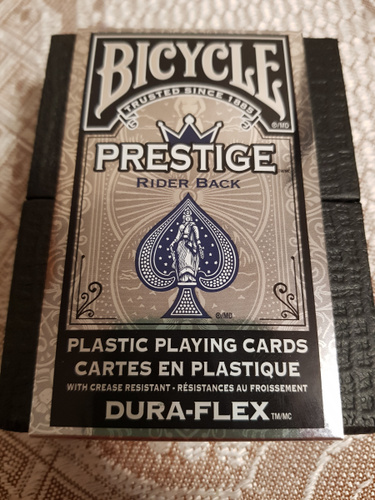 BICYCLE
TRUSTED SINCE 1885
®/MD
PRESTIGE
RIDER BACK
®/MD
PLASTIC PLAYING CARDS
CARTES EN PLASTIQUE
WITH CREASE RESISTANT - RÉSISTANCES AU FROISSEMENT
DURA-FLEX TM/MC